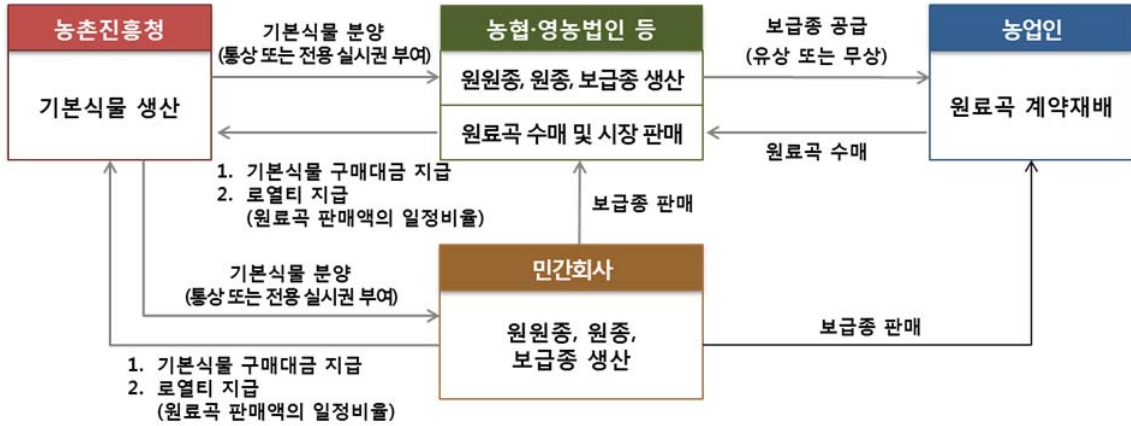 농촌진흥청
기본식물 생산
기본식물 분양
(통상 또는 전용 실시권 부여)
농협·영농법인 등
원원종, 원종, 보급종 생산
원료곡 수매 및 시장 판매
보급종 공급
(유상 또는 무상)
농업인
원료곡 계약재배
원료곡 수매
1. 기본식물 구매대금 지급
2. 로열티 지급
(원료곡 판매액의 일정비율)
보급종 판매
기본식물 분양
(통상 또는 전용 실시권 부여)
민간회사
원원종, 원종,
보급종 생산
보급종 판매
1. 기본식물 구매대금 지급
2. 로열티 지급
(원료곡 판매액의 일정비율)